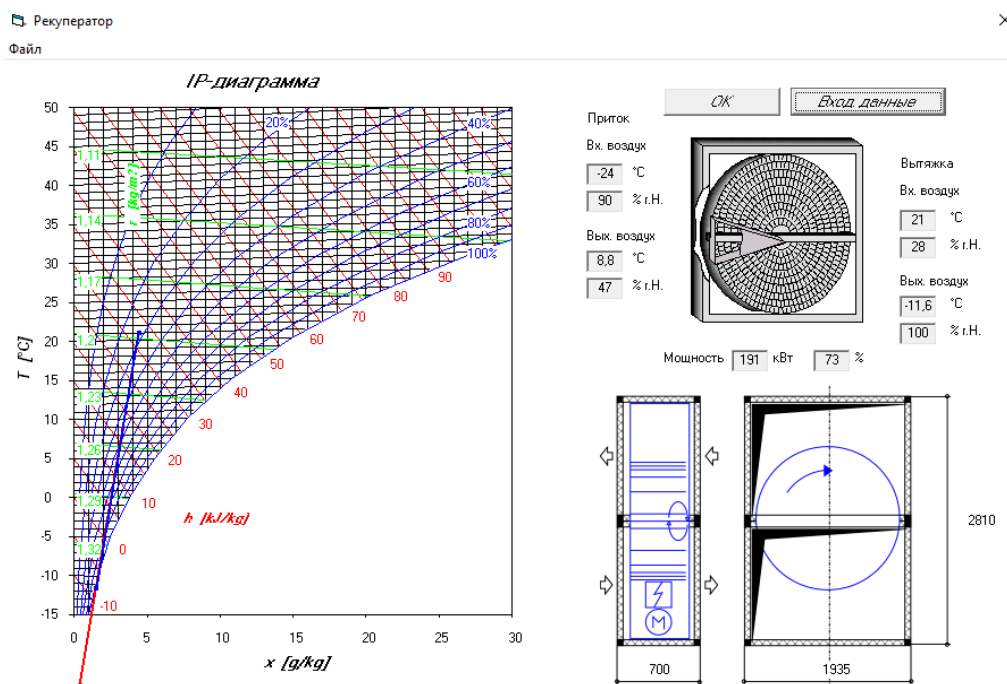 Рекуператор
Файл
IP-диаграмма
T [°C]
50
45
40
35
30
25
20
15
10
5
0
-5
-10
-15
0 5 10 15 20 25 30
x [g/kg]
1,11
1,14
1,17
1,2
1,23
1,26
1,29
1,32
r [kg/m?]
20%
40%
60%
80%
100%
90
80
70
60
50
40
30
20
10
0
-10
h [kJ/kg]
OK Вход данные
Приток
Вх. воздух
-24 °C
90 % r.H.
Вых. воздух
8,8 °C
47 % r.H.
Вытяжка
Вх. воздух
21 °C
28 % r.H.
Вых. воздух
-11,6 °C
100 % r.H.
Мощность 191 кВт 73 %
M
700
1935
2810